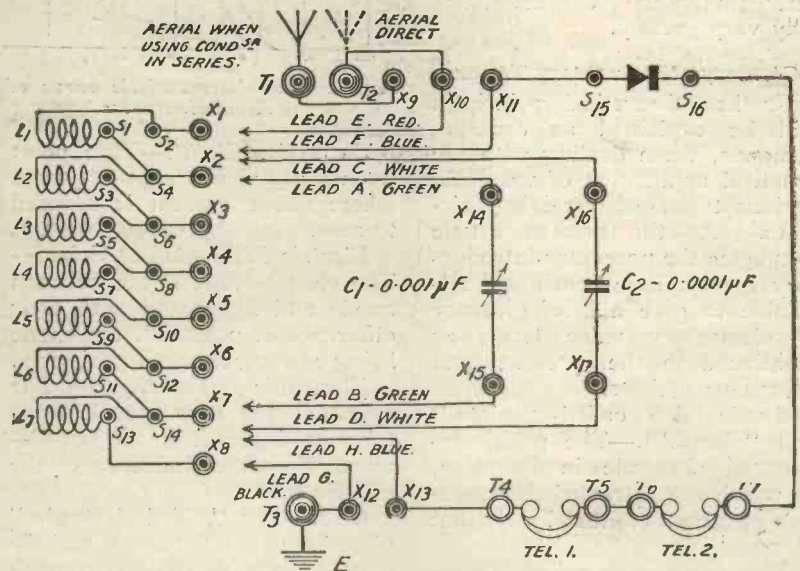 AERIAL WHEN
USING CONDSR
IN SERIES.
AERIAL
DIRECT
T1
T2
X9
X10
X11
S15
S16
L1
S1
S2
X1
LEAD E. RED.
LEAD F. BLUE.
L2
S3
S4
X2
LEAD C. WHITE
LEAD A. GREEN
L3
S5
S6
X3
X14
X16
L4
S7
S8
X4
C1-0.001µF
C2-0.0001µF
L5
S9
S10
X5
L6
S11
S12
X6
X15
X17
L7
S13
S14
X7
LEAD B. GREEN
LEAD D. WHITE
X8
LEAD H. BLUE.
LEAD G.
BLACK.
T3
X12
X13
T4
T5
E
TEL. 1.
TEL. 2.